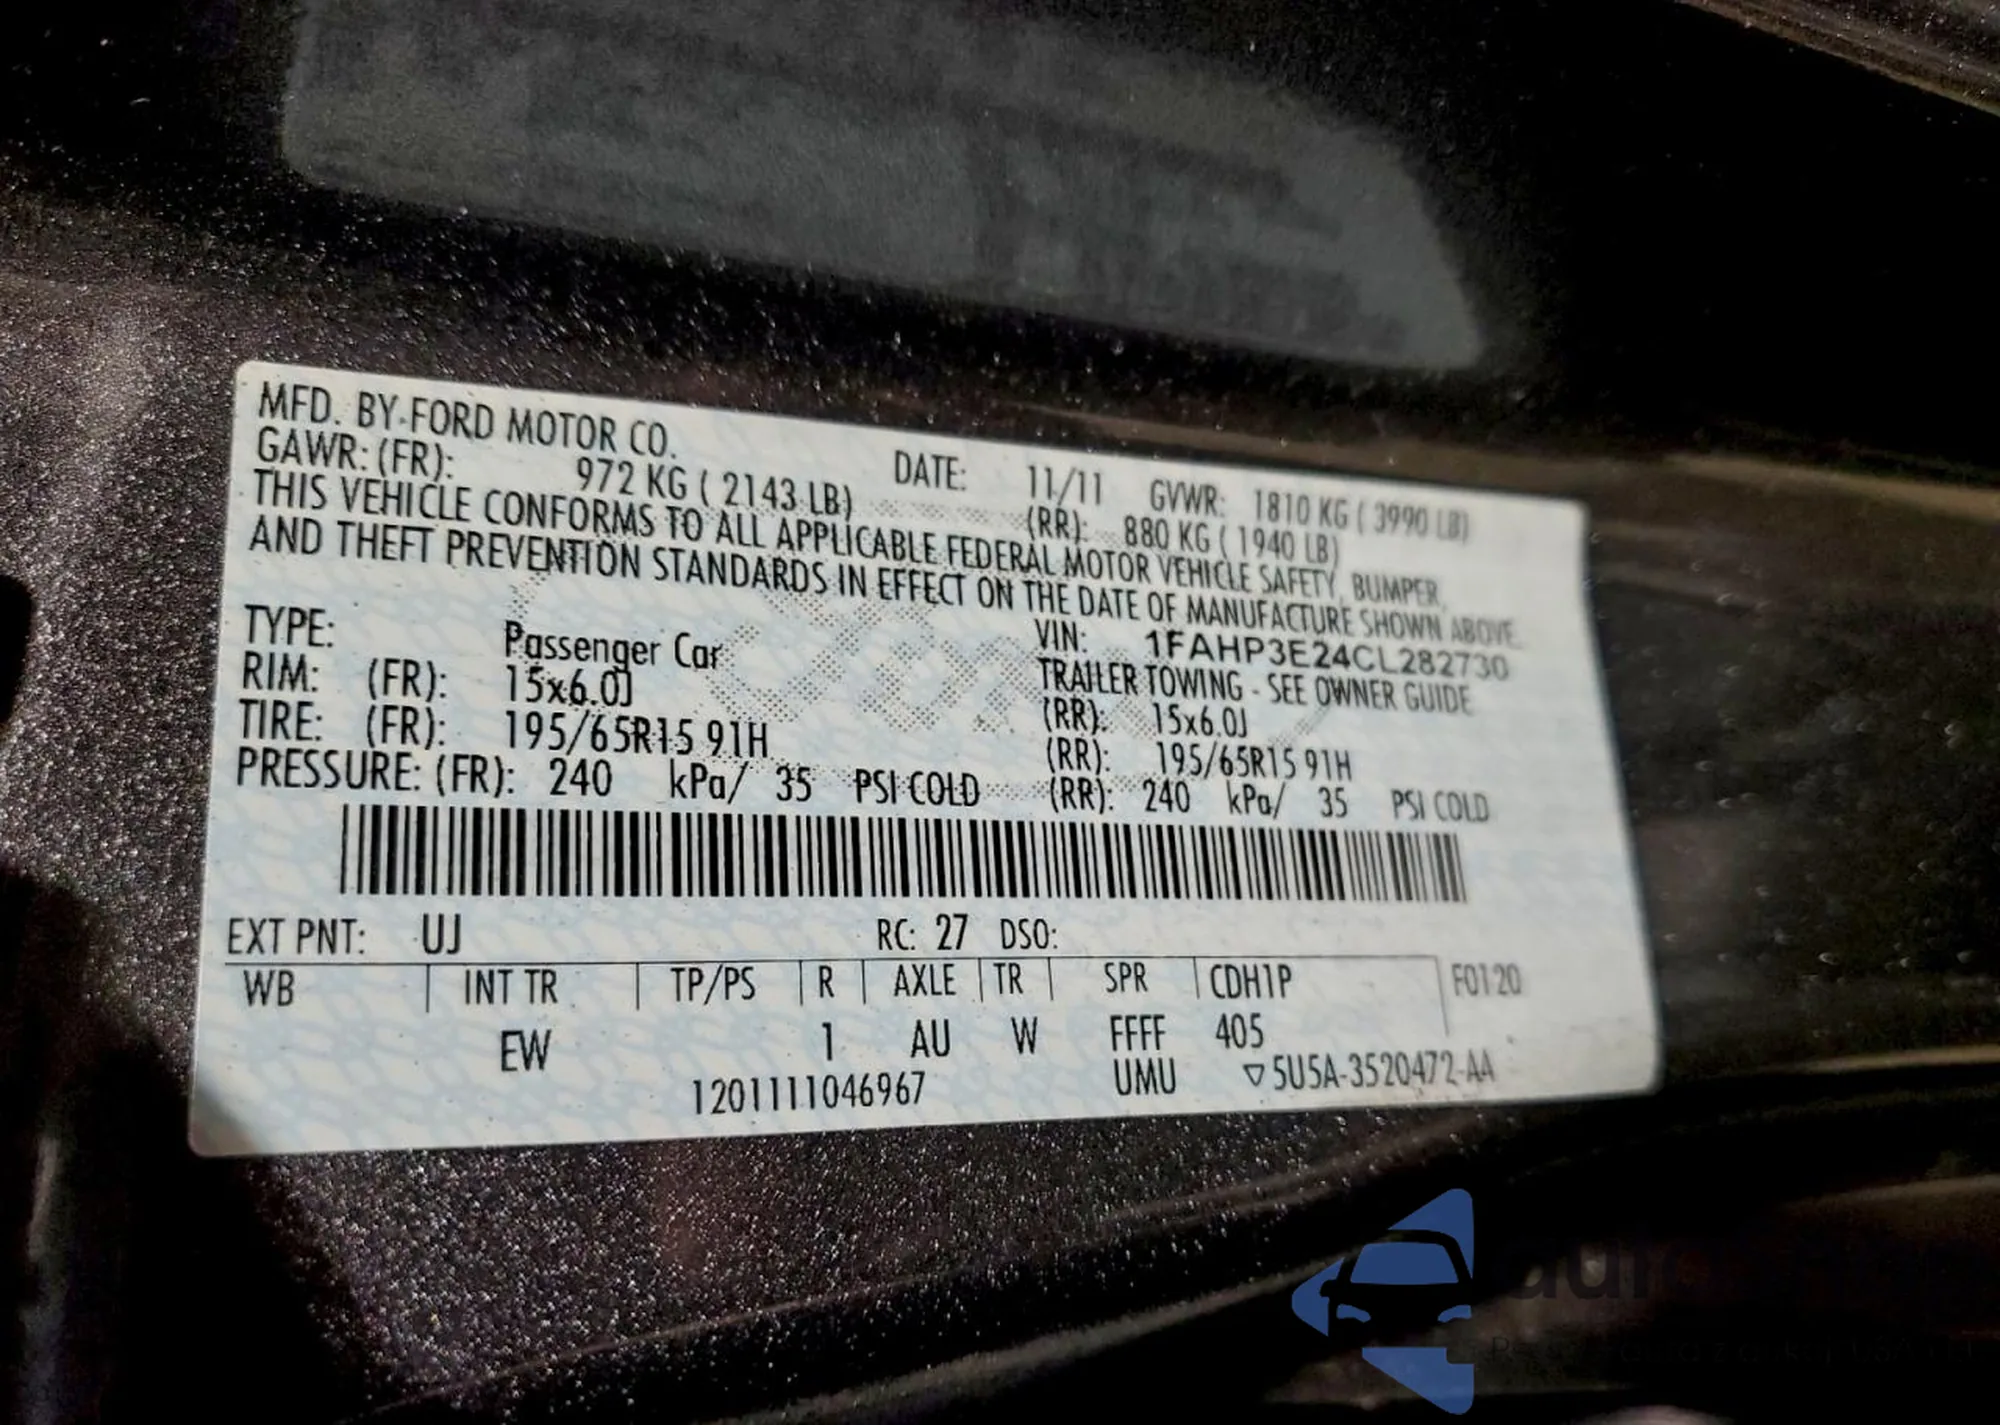 MFD. BY FORD MOTOR CO.
DATE: 11/11 GVWR: 1810 KG ( 3990 LB)
GAWR: (FR): 972 KG ( 2143 LB) (RR): 880 KG ( 1940 LB)
THIS VEHICLE CONFORMS TO ALL APPLICABLE FEDERAL MOTOR VEHICLE SAFETY, BUMPER,
AND THEFT PREVENTION STANDARDS IN EFFECT ON THE DATE OF MANUFACTURE SHOWN ABOVE.
VIN: 1FAHP3E24CL282730
TYPE: Passenger Car TRAILER TOWING - SEE OWNER GUIDE
RIM: (FR): 15x6.0J (RR): 15x6.0J
TIRE: (FR): 195/65R15 91H (RR): 195/65R15 91H
PRESSURE: (FR): 240 kPa/ 35 PSI COLD (RR): 240 kPa/ 35 PSI COLD
EXT PNT: UJ RC: 27 DSO:
WB INT TR TP/PS R AXLE TR SPR CDH1P F0120
EW 1 AU W FFFF 405
1201111046967 UMU ▽5U5A-3520472-AA